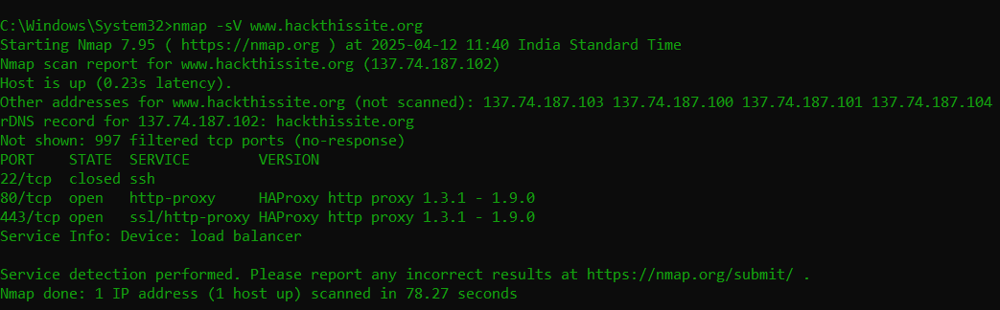 C:\Windows\System32>nmap -sV www.hackthissite.org
Starting Nmap 7.95 ( https://nmap.org ) at 2025-04-12 11:40 India Standard Time
Nmap scan report for www.hackthissite.org (137.74.187.102)
Host is up (0.23s latency).
Other addresses for www.hackthissite.org (not scanned): 137.74.187.103 137.74.187.100 137.74.187.101 137.74.187.104
rDNS record for 137.74.187.102: hackthissite.org
Not shown: 997 filtered tcp ports (no-response)
PORT    STATE  SERVICE        VERSION
22/tcp  closed ssh
80/tcp  open   http-proxy     HAProxy http proxy 1.3.1 - 1.9.0
443/tcp open   ssl/http-proxy HAProxy http proxy 1.3.1 - 1.9.0
Service Info: Device: load balancer

Service detection performed. Please report any incorrect results at https://nmap.org/submit/ .
Nmap done: 1 IP address (1 host up) scanned in 78.27 seconds